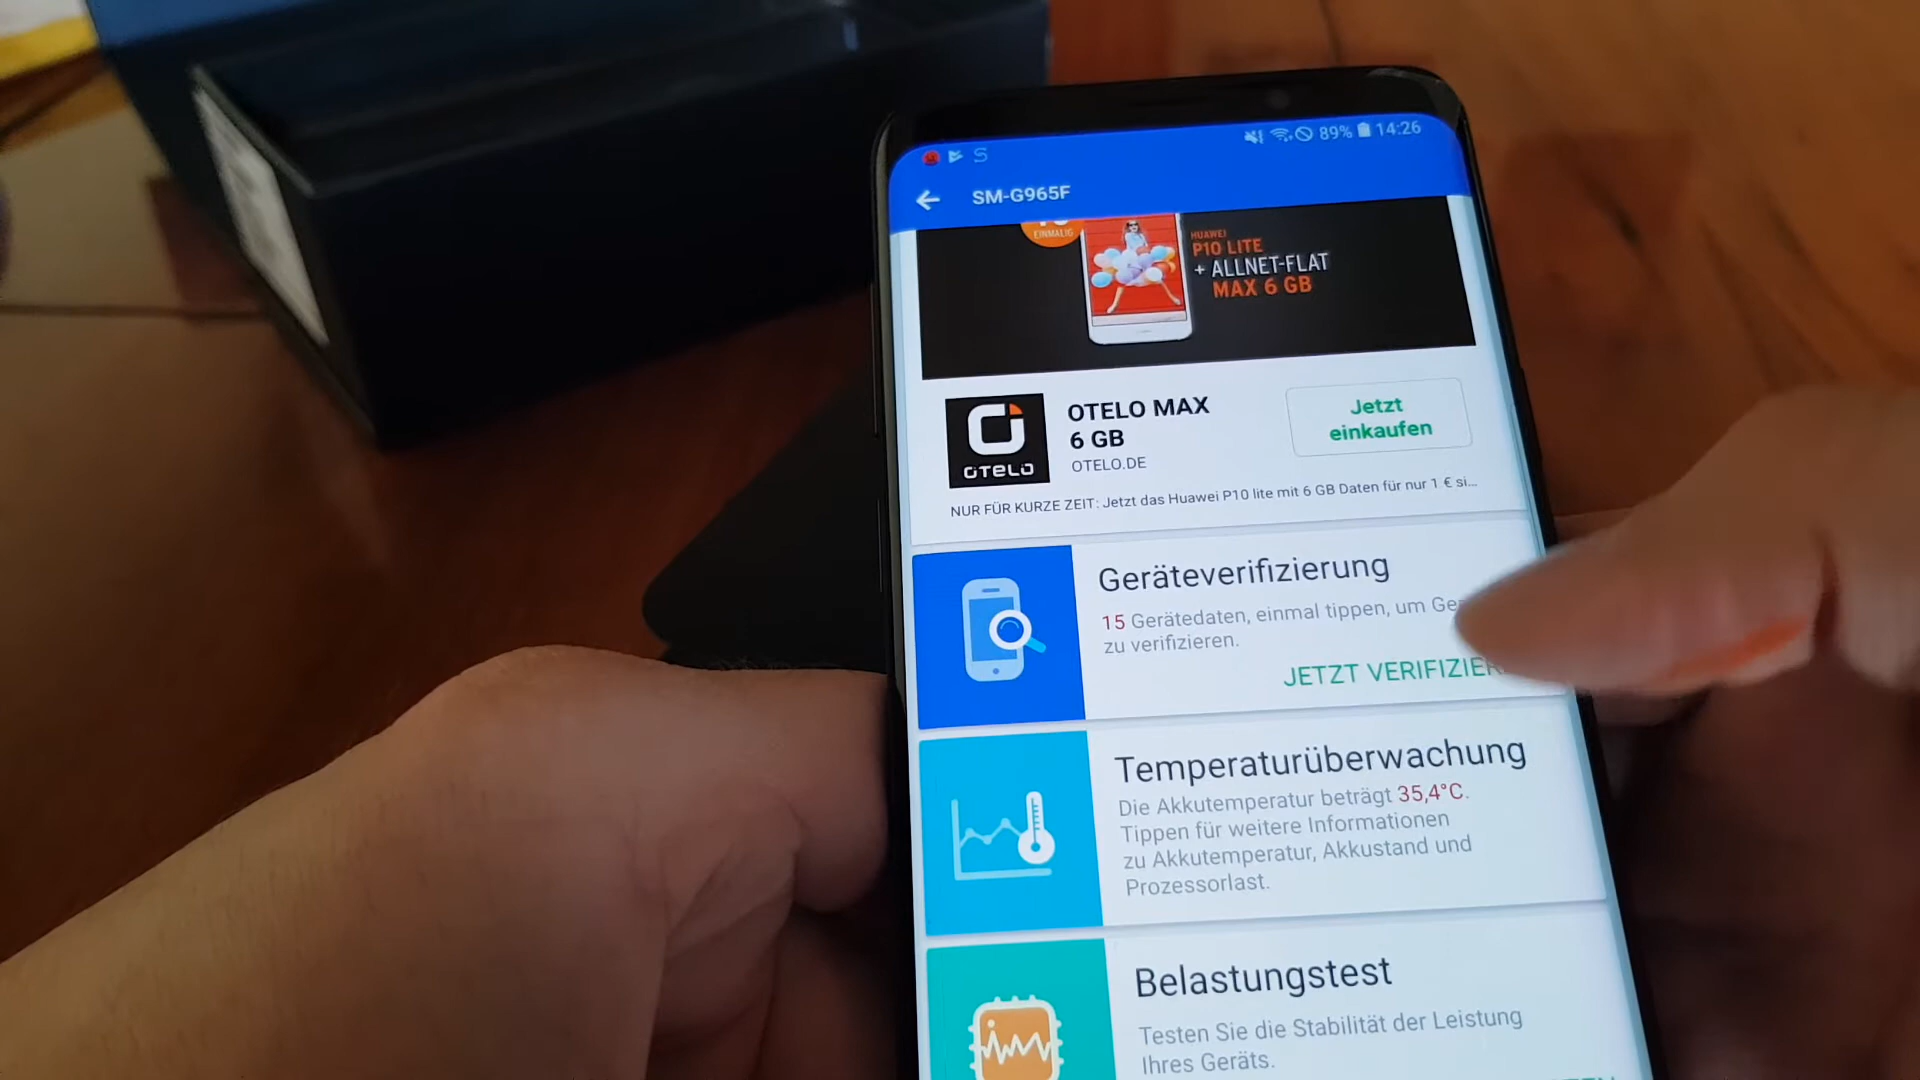 89% 14:26
SM-G965F
EINMALIG
HUAWEI
P10 LITE
+ ALLNET-FLAT
MAX 6 GB
OTELO
OTELO MAX
6 GB
OTELO.DE
Jetzt
einkaufen
NUR FÜR KURZE ZEIT: Jetzt das Huawei P10 lite mit 6 GB Daten für nur 1 € si...
Geräteverifizierung
15 Gerätedaten, einmal tippen, um
zu verifizieren.
JETZT
Temperaturüberwachung
Die Akkutemperatur beträgt 35,4°C.
Tippen für weitere Informationen
zu Akkutemperatur, Akkustand und
Prozessorlast.
Belastungstest
Testen Sie die Stabilität der Leistung
Ihres Geräts.